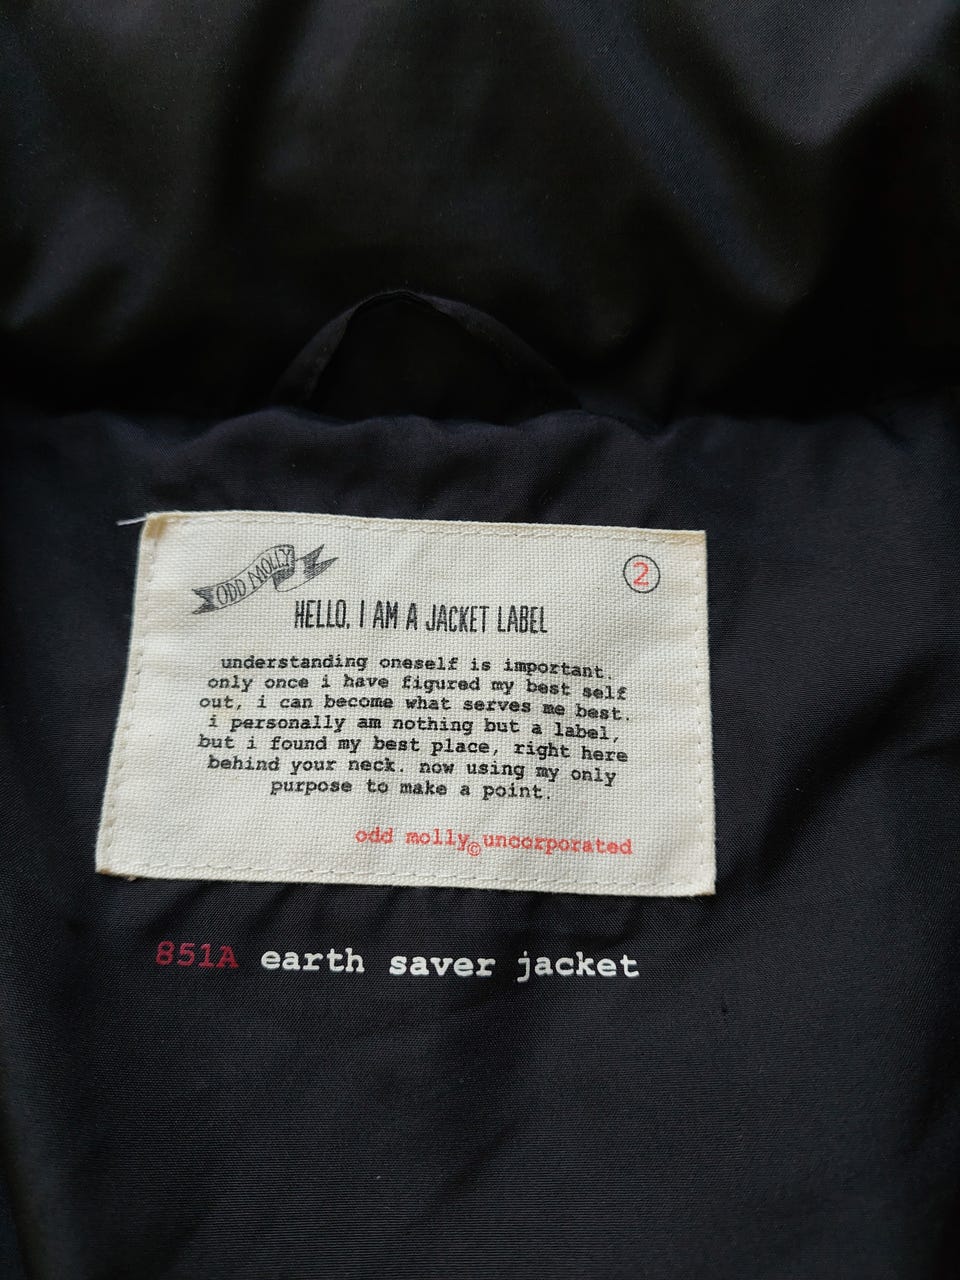 ODD MOLLY
2
HELLO, I AM A JACKET LABEL
understanding oneself is important.
only once i have figured my best self
out, i can become what serves me best.
i personally am nothing but a label,
but i found my best place, right here
behind your neck. now using my only
purpose to make a point.
odd molly©uncorporated
851A earth saver jacket